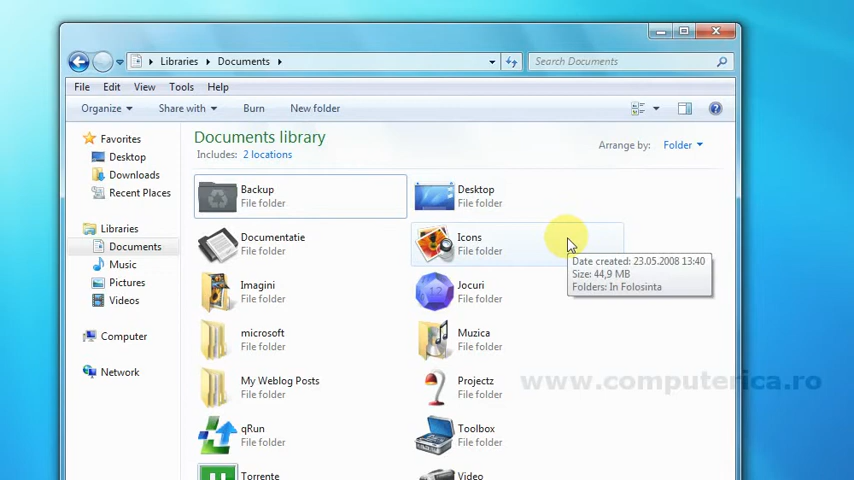 Libraries Documents
Search Documents
File Edit View Tools Help
Organize Share with Burn New folder
Documents library
Includes: 2 locations
Arrange by: Folder
Favorites
Desktop
Downloads
Recent Places
Libraries
Documents
Music
Pictures
Videos
Computer
Network
Backup
File folder
Desktop
File folder
Documentatie
File folder
Icons
File folder
Date created: 23.05.2008 13:40
Size: 44,9 MB
Folders: In Folosinta
Imagini
File folder
Jocuri
File folder
microsoft
File folder
Muzica
File folder
My Weblog Posts
File folder
Projectz
File folder
www.computerica.ro
qRun
File folder
Toolbox
File folder
Torrente
Video